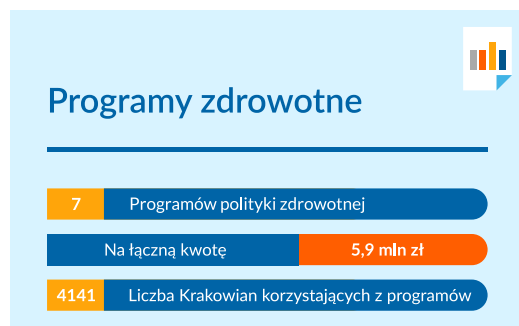 Programy zdrowotne
7 Programów polityki zdrowotnej
Na łączną kwotę 5,9 mln zł
4141 Liczba Krakowian korzystających z programów